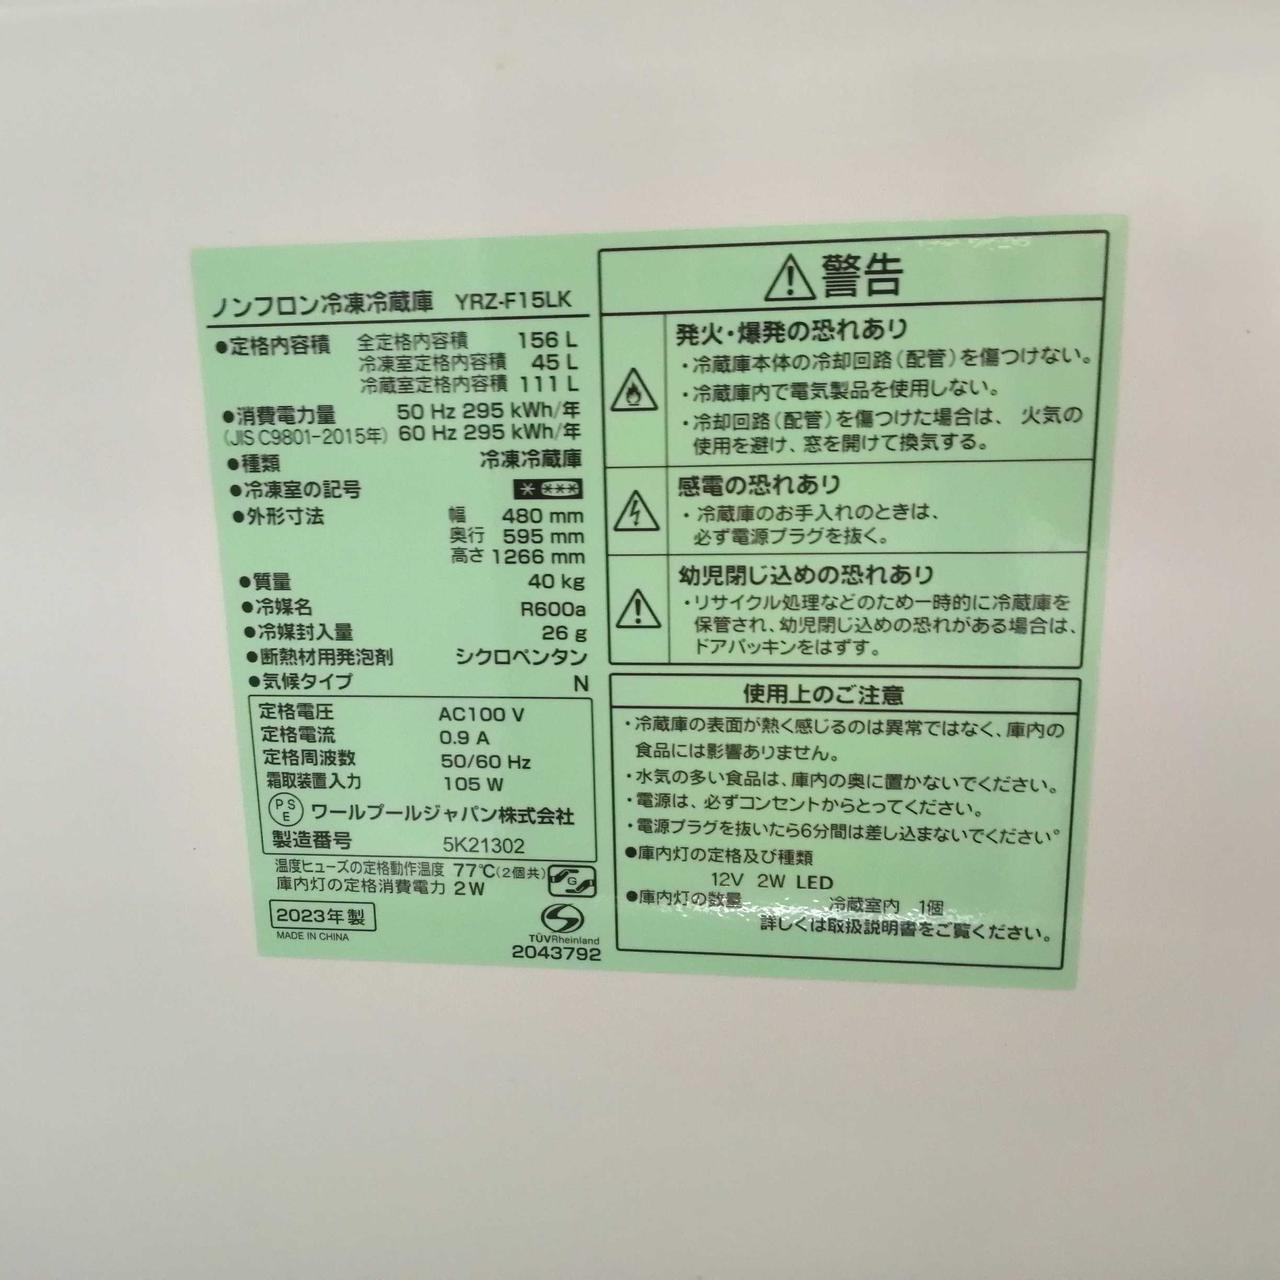 ノンフロン冷凍冷蔵庫 YRZ-F15LK
●定格内容積 全定格内容積 156 L
冷凍室定格内容積 45 L
冷蔵室定格内容積 111 L
●消費電力量 50 Hz 295 kWh/年
(JIS C9801-2015年) 60 Hz 295 kWh/年
●種類 冷凍冷蔵庫
●冷凍室の記号
●外形寸法 幅 480 mm
奥行 595 mm
高さ 1266 mm
●質量 40 kg
●冷媒名 R600a
●冷媒封入量 26 g
●断熱材用発泡剤 シクロペンタン
●気候タイプ N
定格電圧 AC100 V
定格電流 0.9 A
定格周波数 50/60 Hz
霜取装置入力 105 W
PSE ワールプールジャパン株式会社
製造番号 5K21302
温度ヒューズの定格動作温度 77℃(2個共)
庫内灯の定格消費電力 2W
2023年製
MADE IN CHINA
TÜVRheinland
2043792
警告
発火・爆発の恐れあり
・冷蔵庫本体の冷却回路(配管)を傷つけない。
・冷蔵庫内で電気製品を使用しない。
・冷却回路(配管)を傷つけた場合は、火気の
使用を避け、窓を開けて換気する。
感電の恐れあり
・冷蔵庫のお手入れのときは、
必ず電源プラグを抜く。
幼児閉じ込めの恐れあり
・リサイクル処理などのため一時的に冷蔵庫を
保管され、幼児閉じ込めの恐れがある場合は、
ドアパッキンをはずす。
使用上のご注意
・冷蔵庫の表面が熱く感じるのは異常ではなく、庫内の
食品には影響ありません。
・水気の多い食品は、庫内の奥に置かないでください。
・電源は、必ずコンセントからとってください。
・電源プラグを抜いたら6分間は差し込まないでください。
●庫内灯の定格及び種類
12V 2W LED
●庫内灯の数量 冷蔵室内 1個
詳しくは取扱説明書をご覧ください。